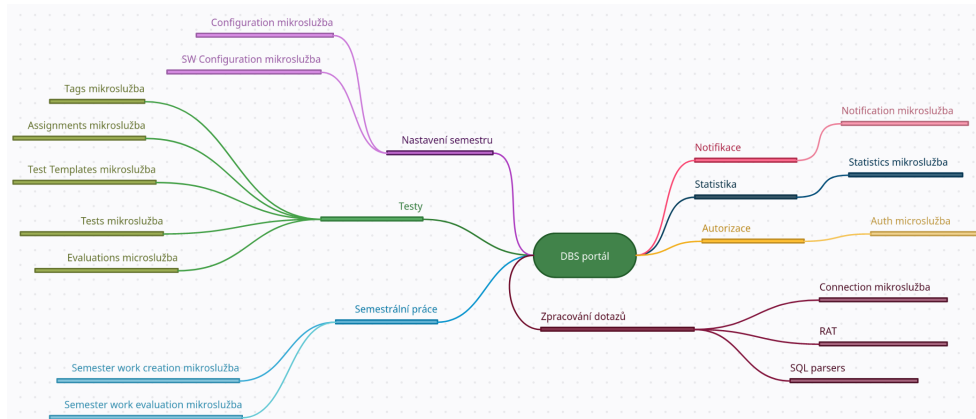 Configuration mikroslužba
SW Configuration mikroslužba
Tags mikroslužba
Assignments mikroslužba
Test Templates mikroslužba
Tests mikroslužba
Evaluations microslužba
Nastavení semestru
Testy
Semestrální práce
Semester work creation mikroslužba
Semester work evaluation mikroslužba
DBS portál
Notifikace
Notification mikroslužba
Statistika
Statistics mikroslužba
Autorizace
Auth microslužba
Zpracování dotazů
Connection mikroslužba
RAT
SQL parsers